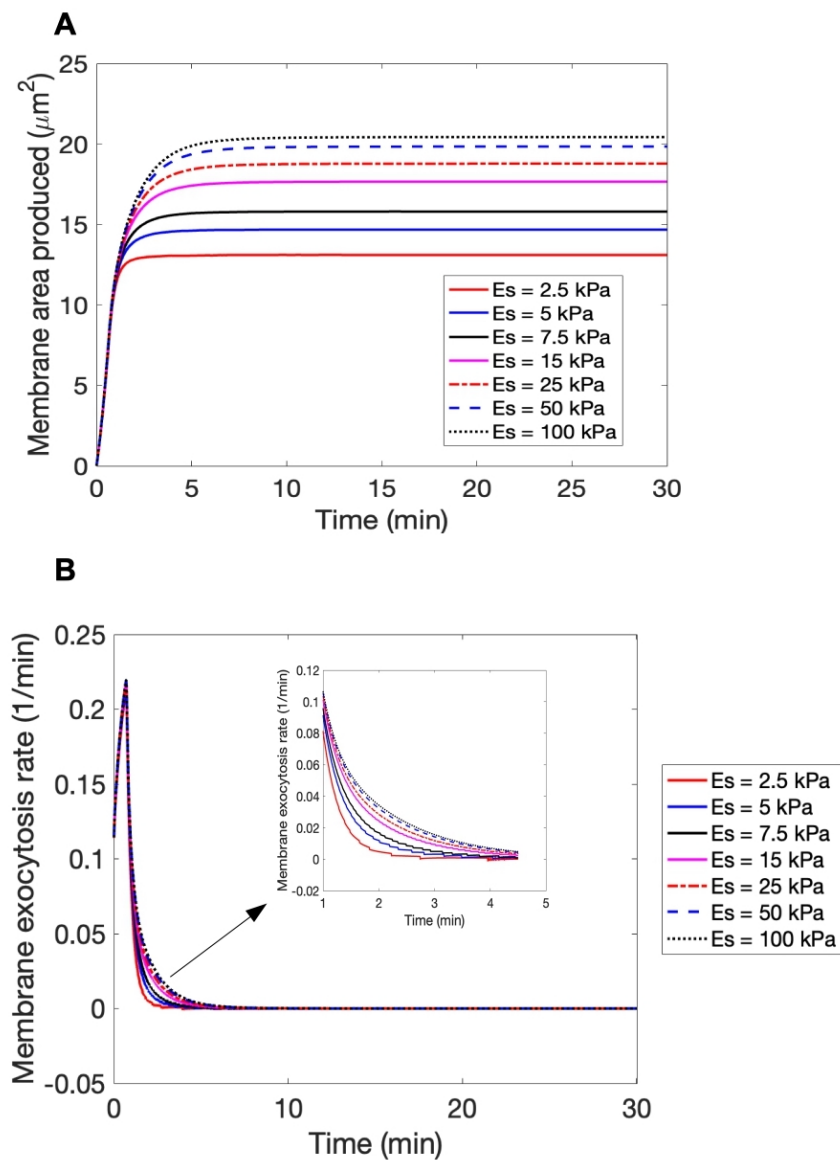 A
Membrane area produced (μm²)
25
20
15
10
5
0
Es = 2.5 kPa
Es = 5 kPa
Es = 7.5 kPa
Es = 15 kPa
Es = 25 kPa
Es = 50 kPa
Es = 100 kPa
0 5 10 15 20 25 30
Time (min)
B
Membrane exocytosis rate (1/min)
0.25
0.2
0.15
0.1
0.05
0
-0.05
Membrane exocytosis rate (1/min)
0.12
0.1
0.08
0.06
0.04
0.02
0
-0.02
1 2 3 4 5
Time (min)
Es = 2.5 kPa
Es = 5 kPa
Es = 7.5 kPa
Es = 15 kPa
Es = 25 kPa
Es = 50 kPa
Es = 100 kPa
0 10 20 30
Time (min)